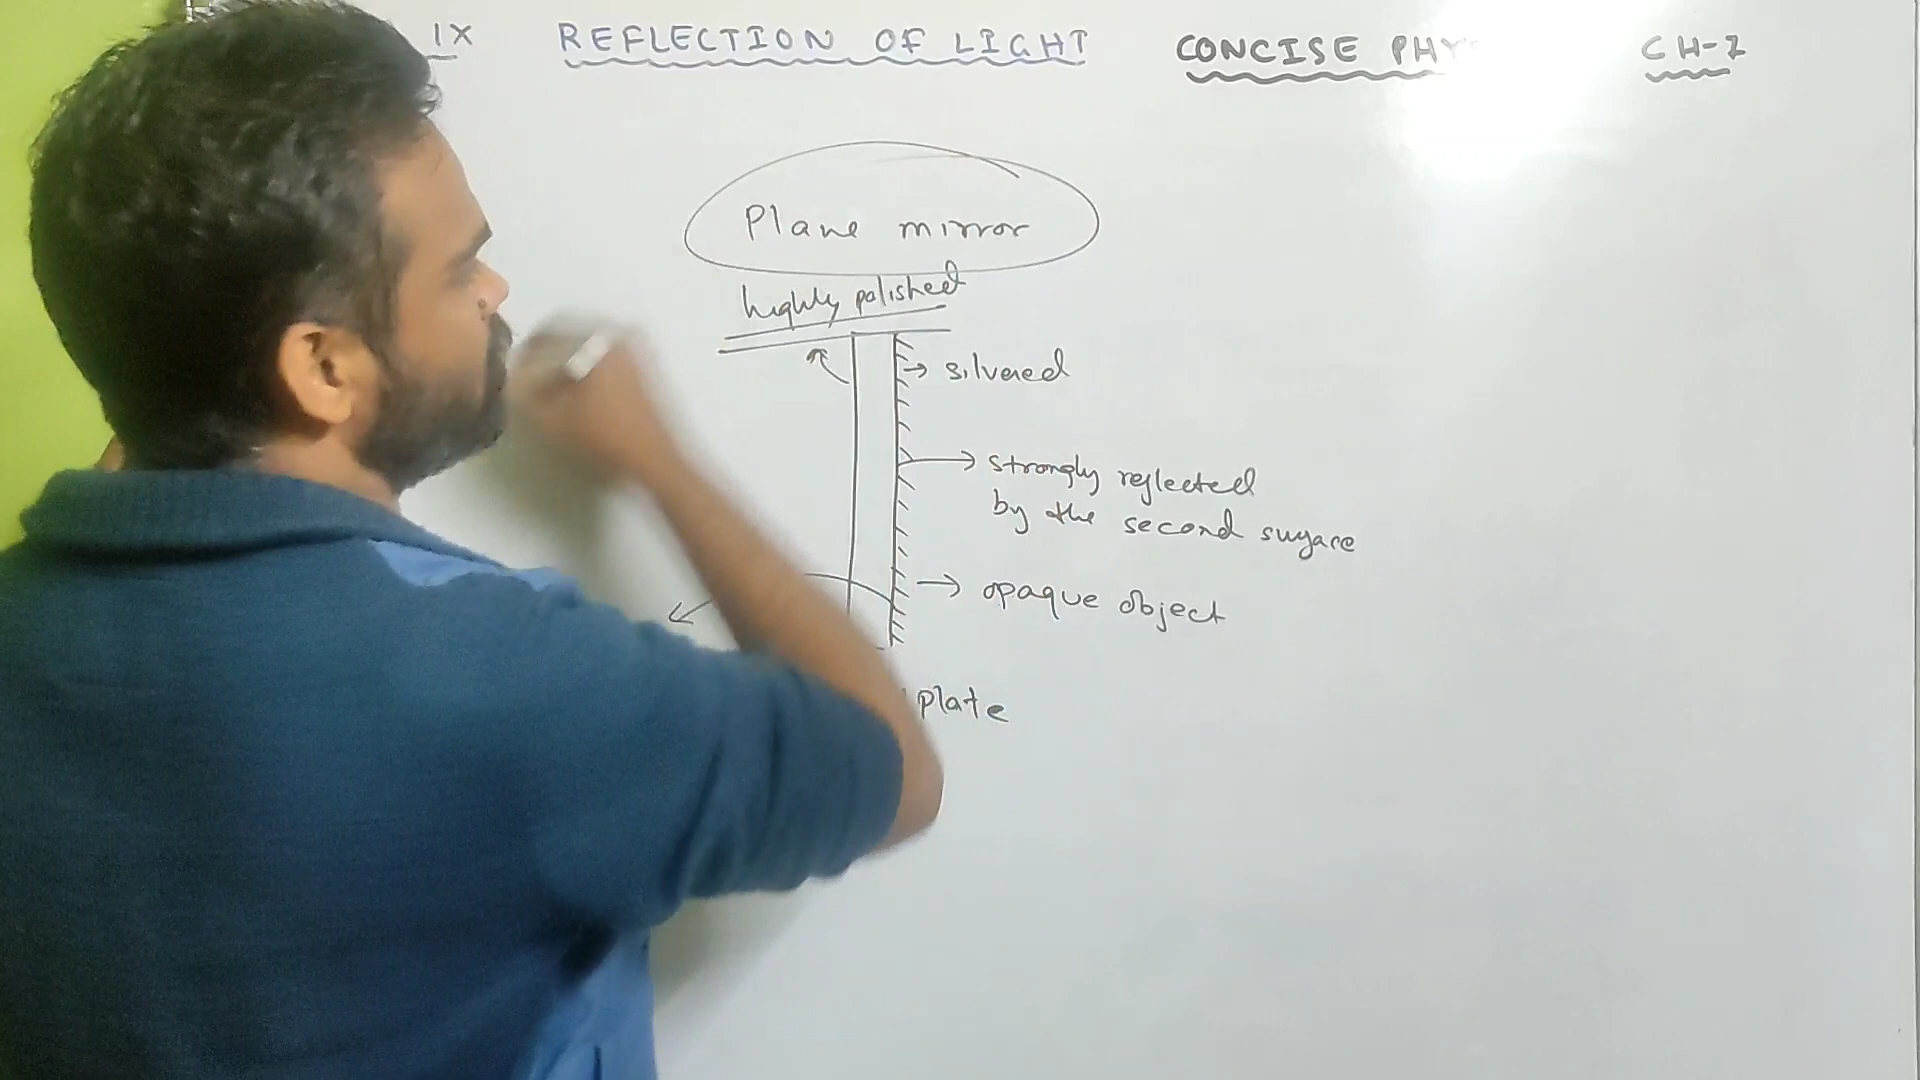 IX REFLECTION OF LIGHT CONCISE PHY CH-7
Plane mirror
highly polished
silvered
strongly reflected
by the second surface
opaque object
plate